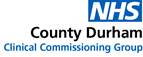 NHS
County Durham
Clinical Commissioning Group